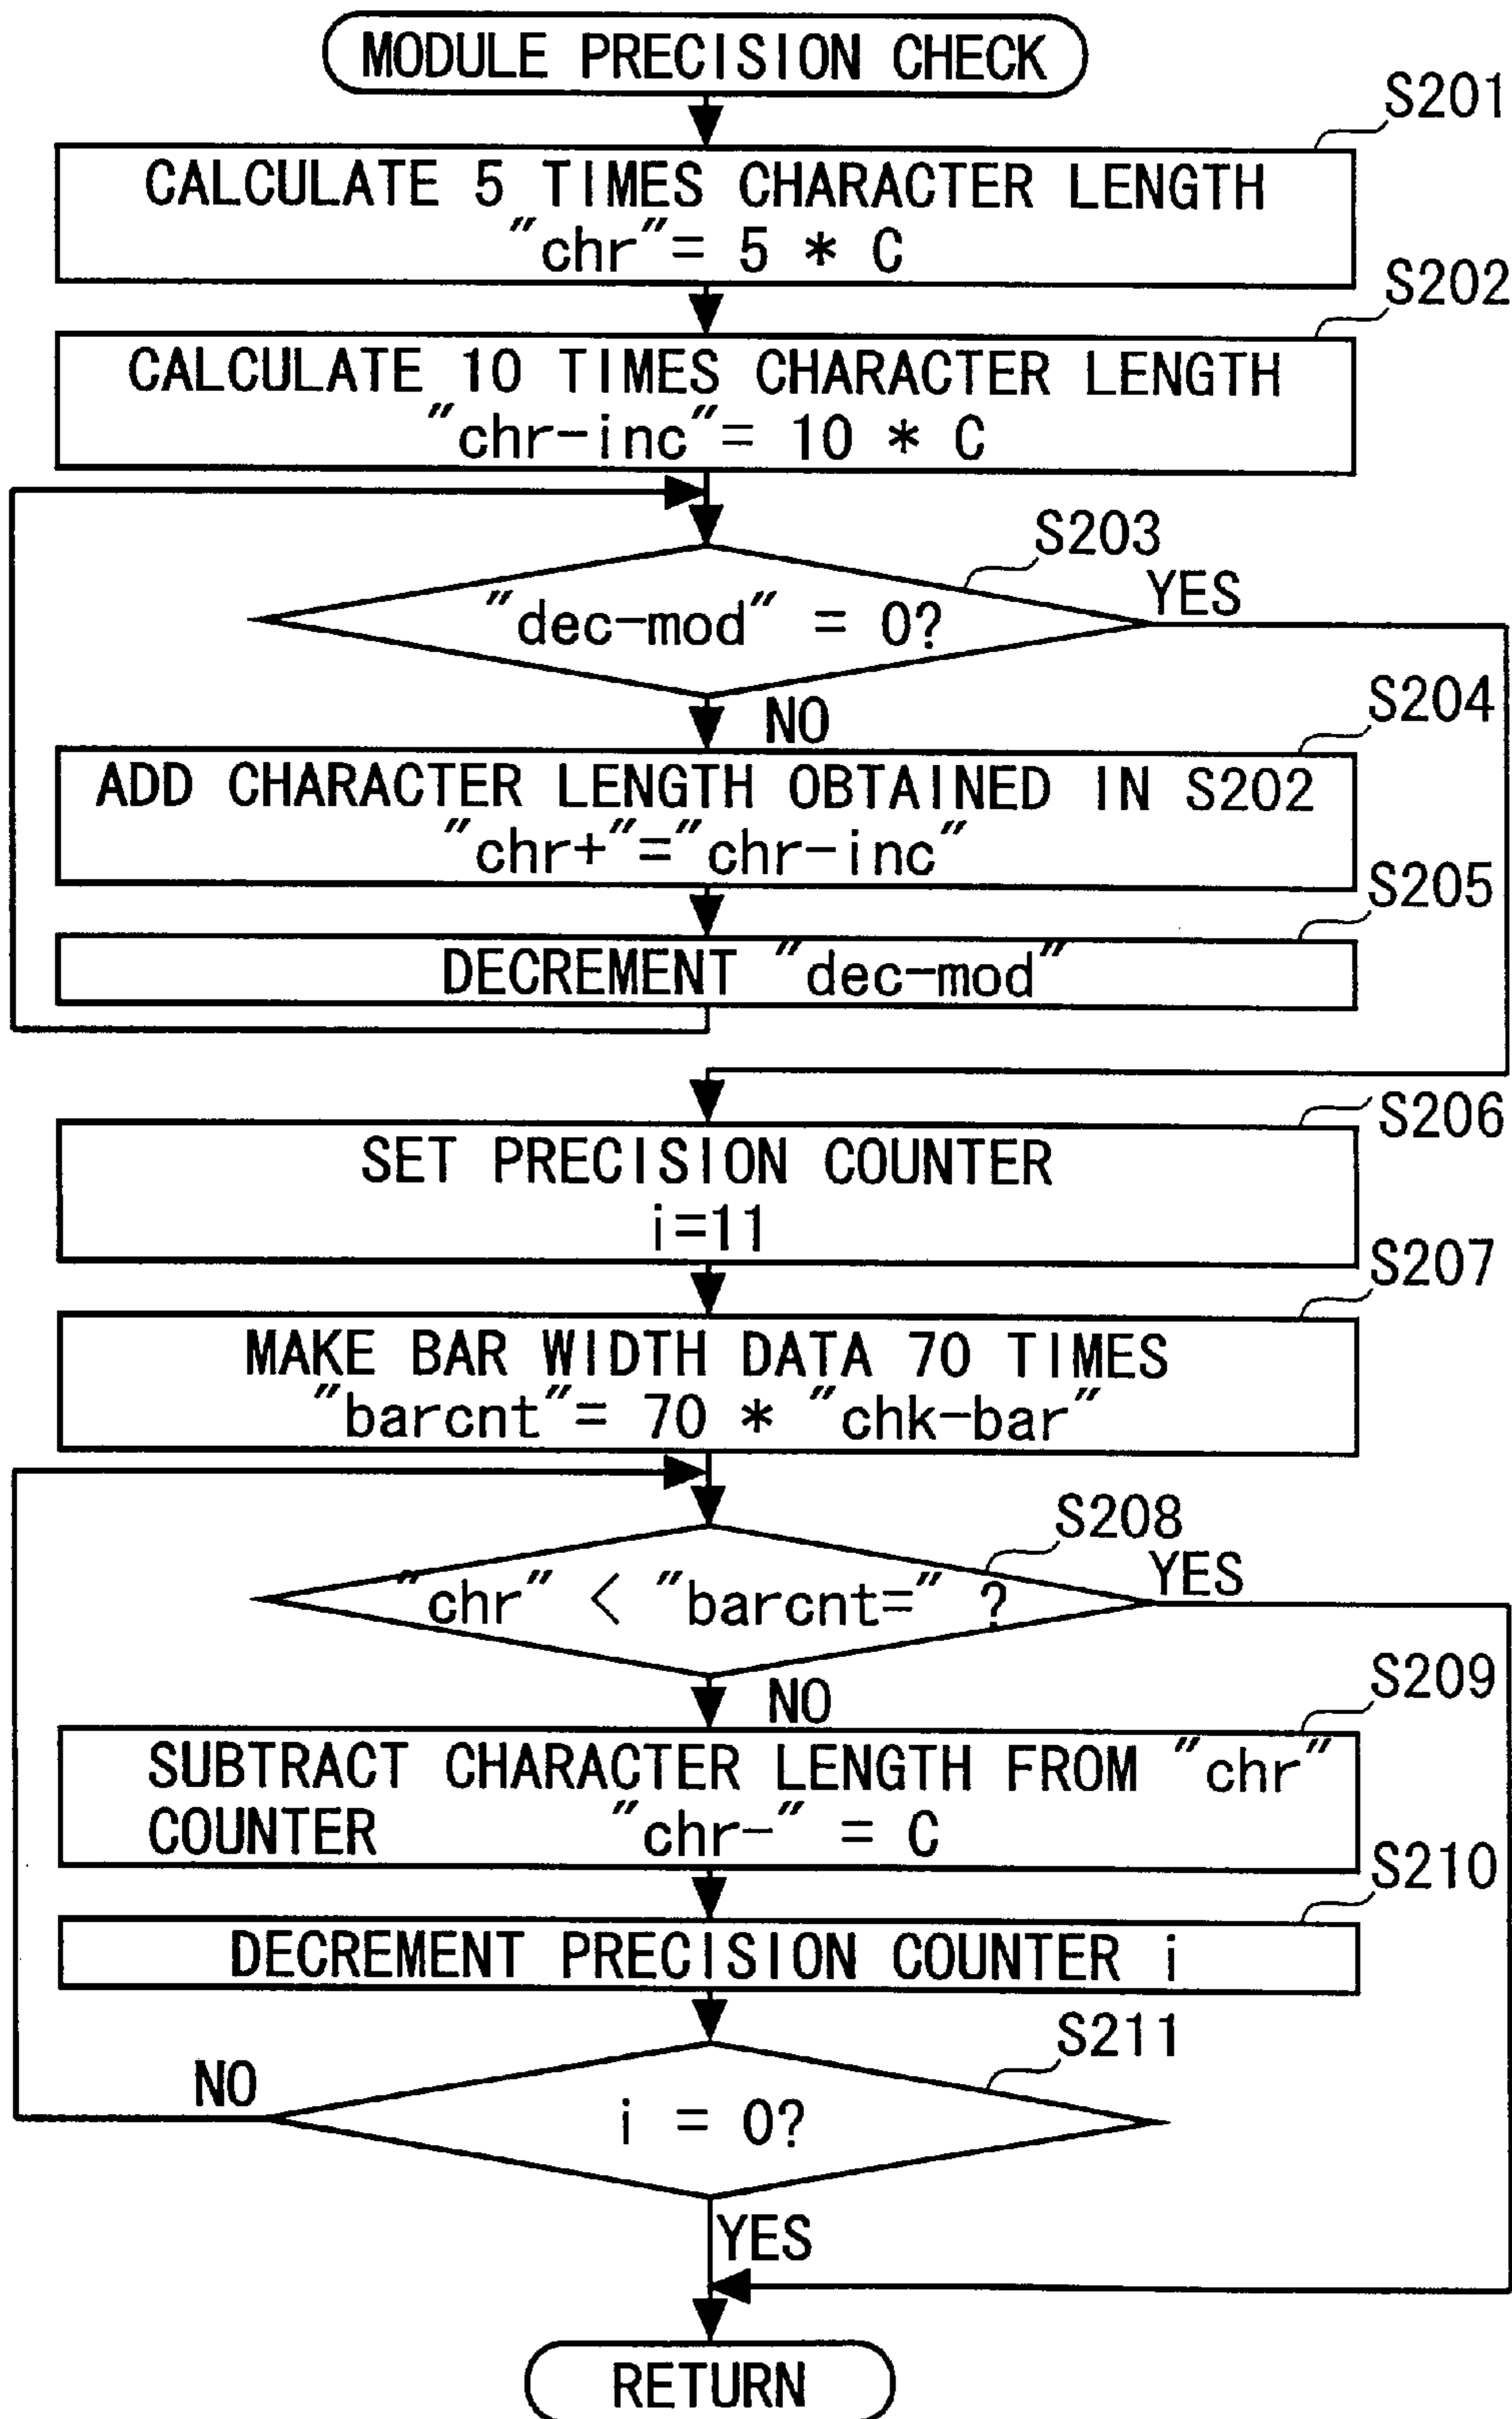 MODULE PRECISION CHECK
S201
CALCULATE 5 TIMES CHARACTER LENGTH
"chr"= 5 * C
S202
CALCULATE 10 TIMES CHARACTER LENGTH
"chr-inc"= 10 * C
S203
"dec-mod" = 0?
YES
NO
S204
ADD CHARACTER LENGTH OBTAINED IN S202
"chr+"="chr-inc"
S205
DECREMENT "dec-mod"
S206
SET PRECISION COUNTER
i=11
S207
MAKE BAR WIDTH DATA 70 TIMES
"barcnt"= 70 * "chk-bar"
S208
"chr" < "barcnt=" ?
YES
NO
S209
SUBTRACT CHARACTER LENGTH FROM "chr"
COUNTER "chr-" = C
S210
DECREMENT PRECISION COUNTER i
S211
NO
i = 0?
YES
RETURN